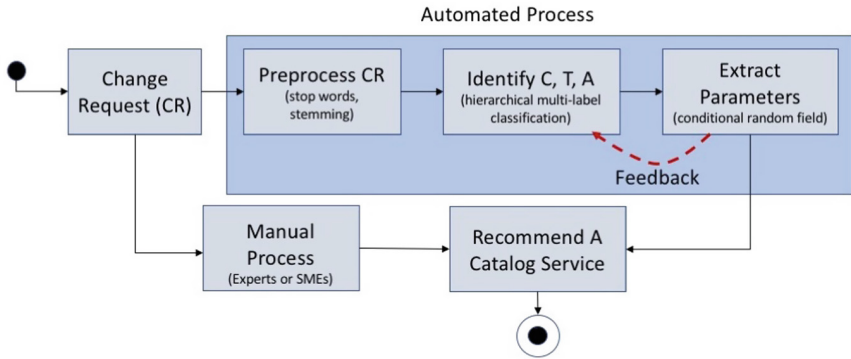 Automated Process
Change
Request (CR)
Preprocess CR
(stop words,
stemming)
Identify C, T, A
(hierarchical multi-label
classification)
Extract
Parameters
(conditional random field)
Feedback
Manual
Process
(Experts or SMEs)
Recommend A
Catalog Service